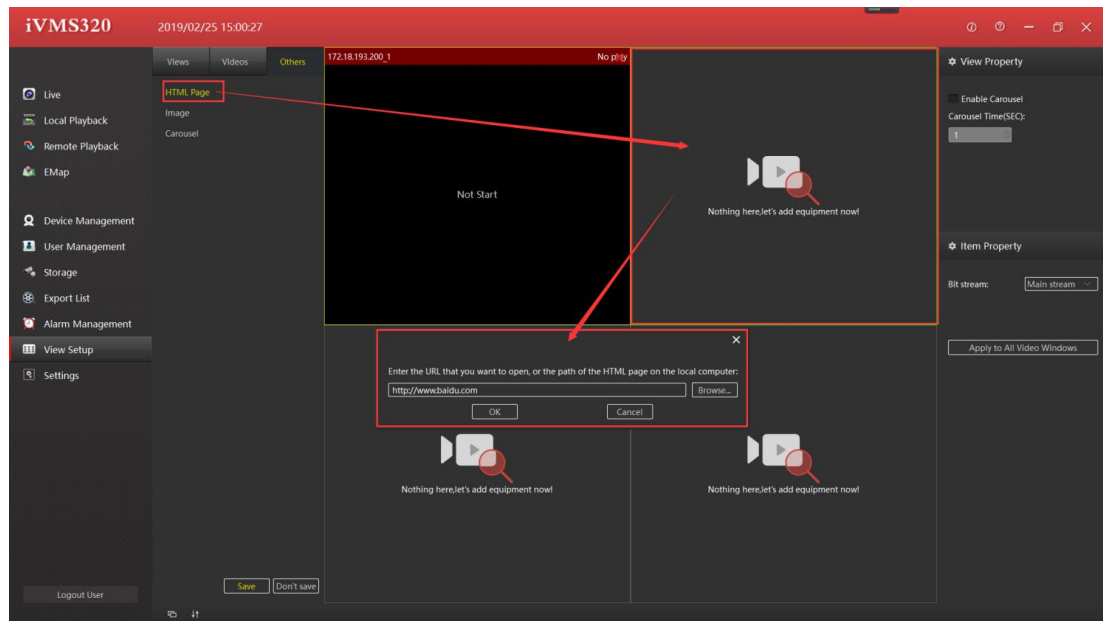 iVMS320
2019/02/25 15:00:27
Live
Local Playback
Remote Playback
EMap
Device Management
User Management
Storage
Export List
Alarm Management
View Setup
Settings
Logout User
Views Videos Others
HTML Page
Image
Carousel
Save Don't save
172.18.193.200_1 No play
Not Start
Nothing here,let's add equipment now!
Enter the URL that you want to open, or the path of the HTML page on the local computer:
http://www.baidu.com Browse...
OK Cancel
Nothing here,let's add equipment now!
Nothing here,let's add equipment now!
View Property
Enable Carousel
Carousel Time(SEC):
1
Item Property
Bit stream: Main stream
Apply to All Video Windows